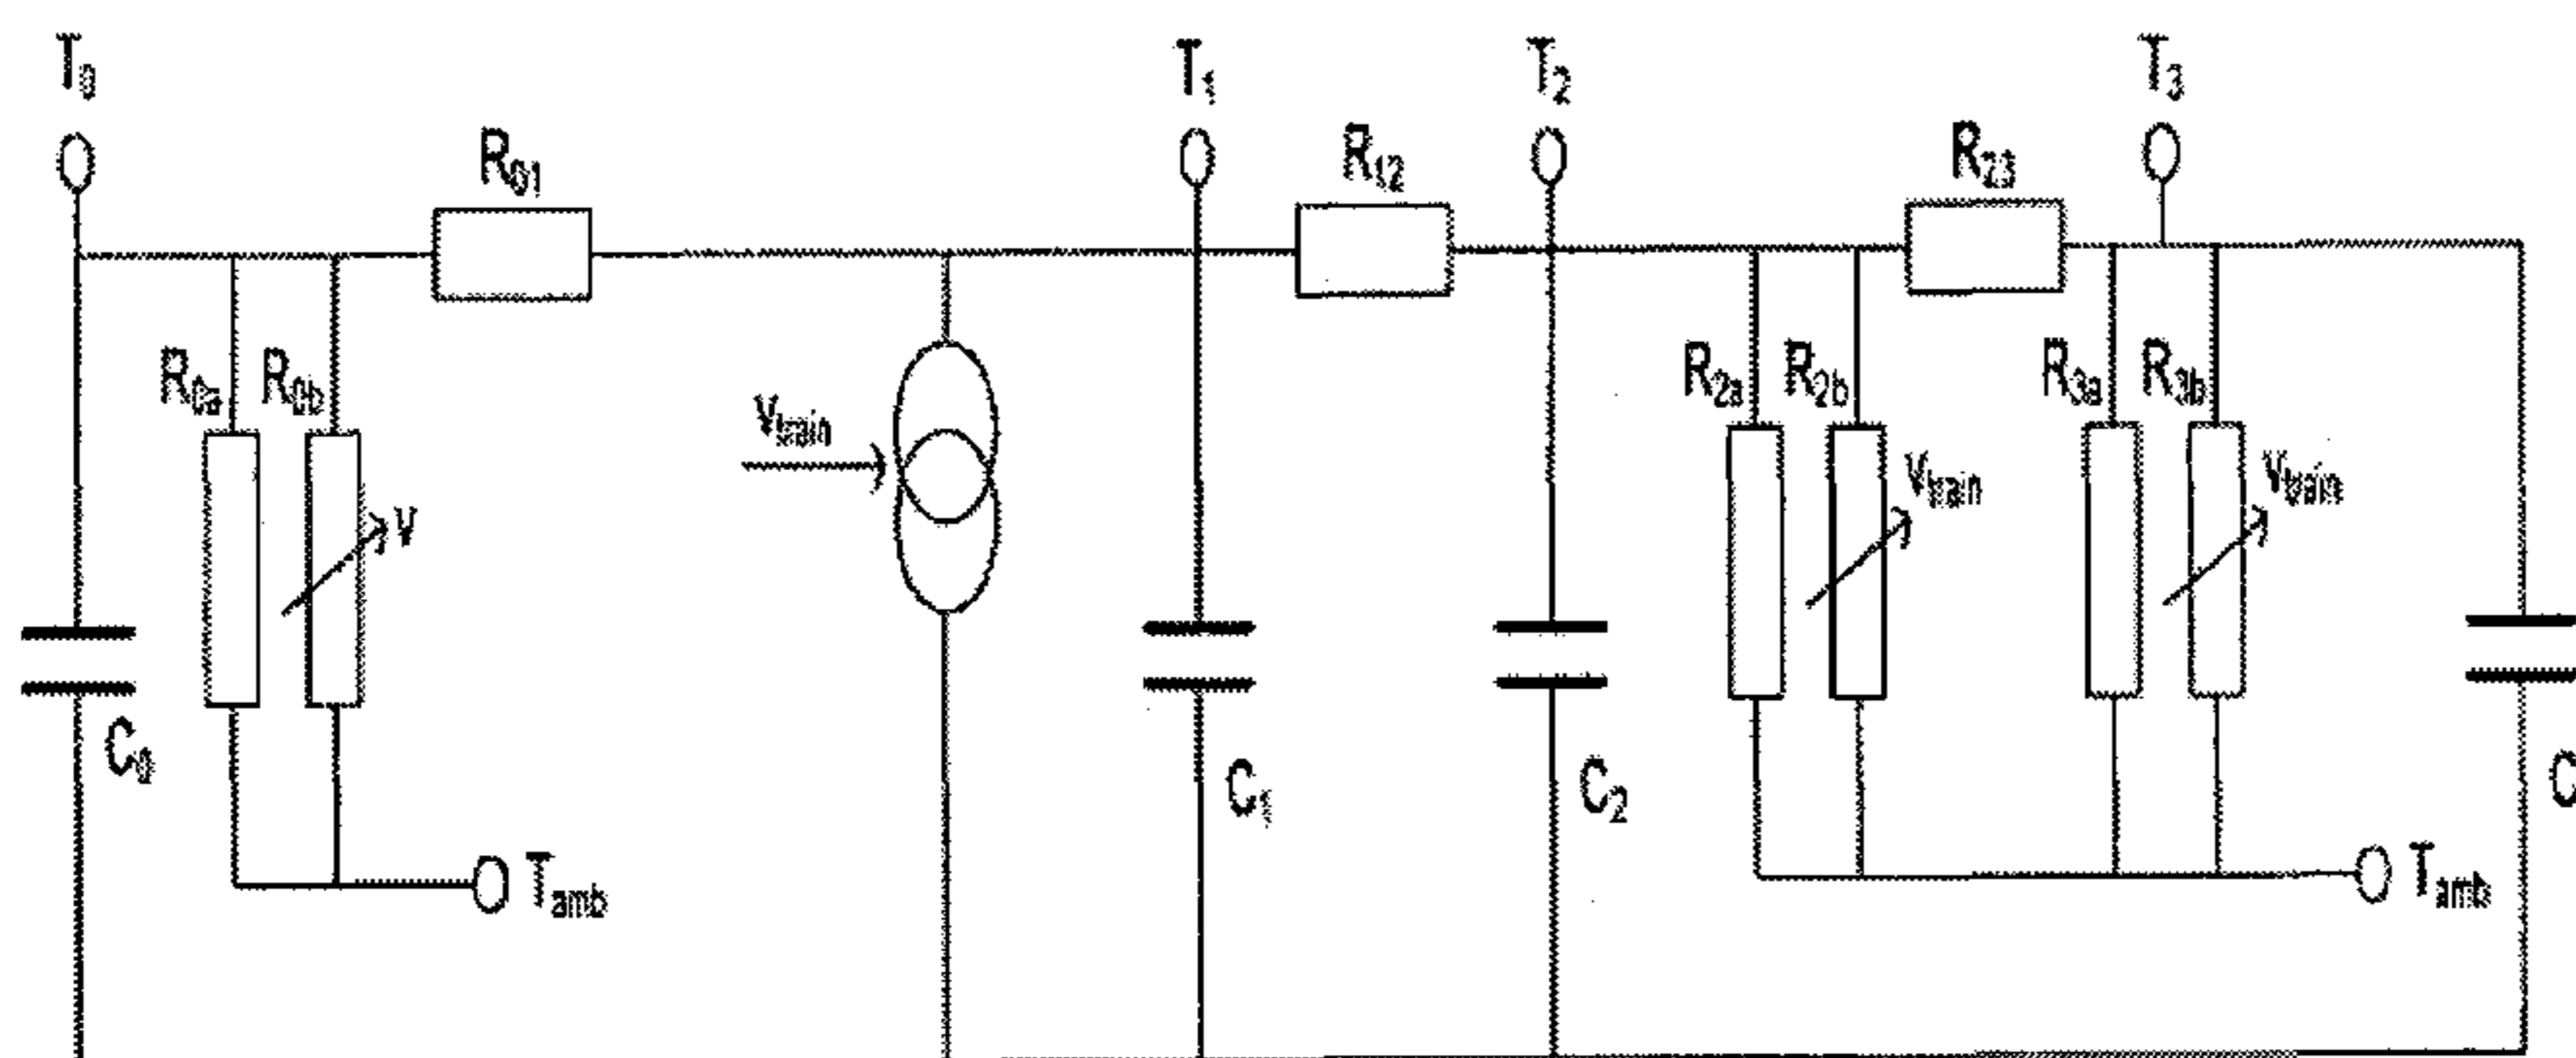 T₀
T₁
T₂
T₃
R₀₁
R₁₂
R₂₃
R₀ₐ
R₀b
R₂ₐ
R₂b
R₃ₐ
R₃b
Vtrain
Vtrain
Vtrain
V
C₀
C₁
C₂
C
Tamb
Tamb